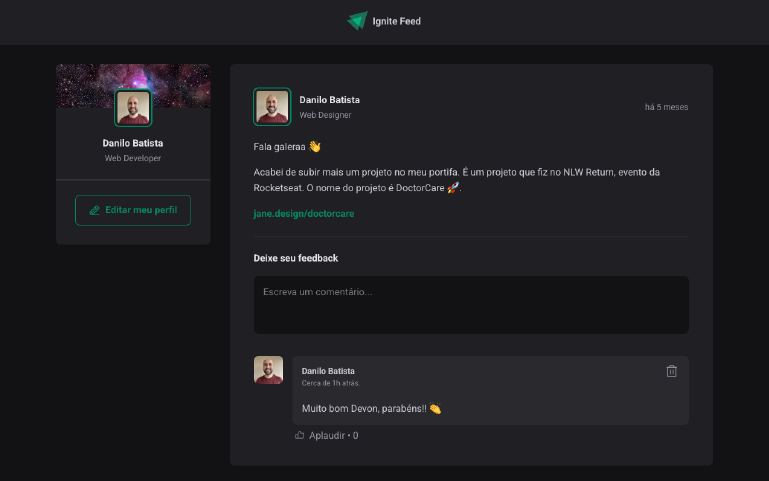 Ignite Feed
Danilo Batista
Web Developer
Editar meu perfil
Danilo Batista
Web Designer
há 5 meses
Fala galeraa 👋
Acabei de subir mais um projeto no meu portifa. É um projeto que fiz no NLW Return, evento da
Rocketseat. O nome do projeto é DoctorCare 🚀.
jane.design/doctorcare
Deixe seu feedback
Escreva um comentário...
Danilo Batista
Cerca de 1h atrás.
Muito bom Devon, parabéns!! 👏
Aplaudir • 0